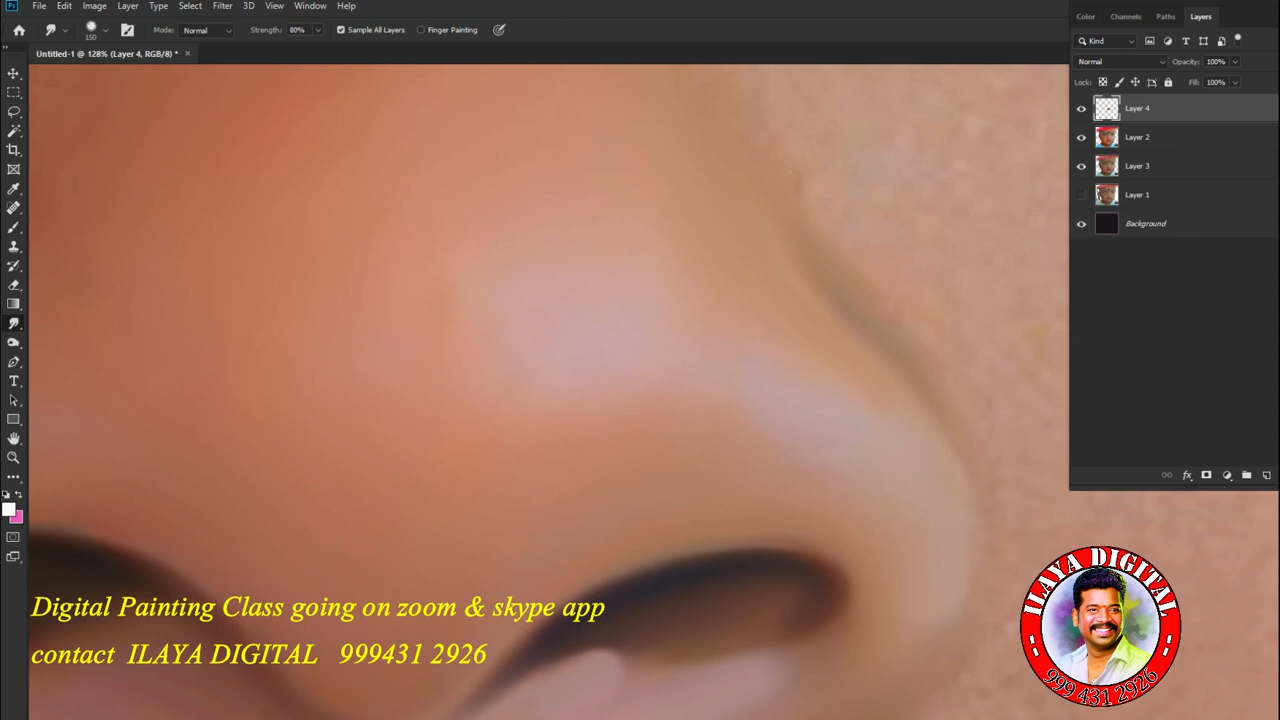 Ps File Edit Image Layer Type Select Filter 3D View Window Help
150 Mode: Normal Strength: 80% Sample All Layers Finger Painting
Untitled-1 @ 128% (Layer 4, RGB/8) * ×
Color Channels Paths Layers
Kind
Normal Opacity: 100%
Lock: Fill: 100%
Layer 4
Layer 2
Layer 3
Layer 1
Background
fx
Digital Painting Class going on zoom & skype app
contact ILAYA DIGITAL 999431 2926
ILAYA DIGITAL
999 431 2926